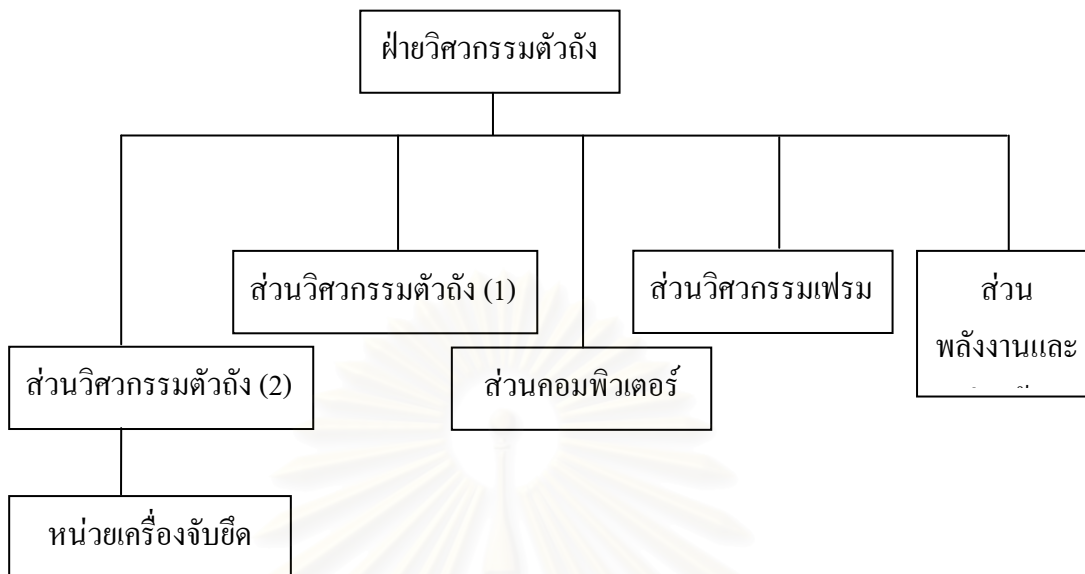 ฝ่ายวิศวกรรมตัวถัง
ส่วนวิศวกรรมตัวถัง (1)
ส่วนวิศวกรรมเฟรม
ส่วน
พลังงานและ
ส่วนวิศวกรรมตัวถัง (2)
ส่วนคอมพิวเตอร์
หน่วยเครื่องจับยึด